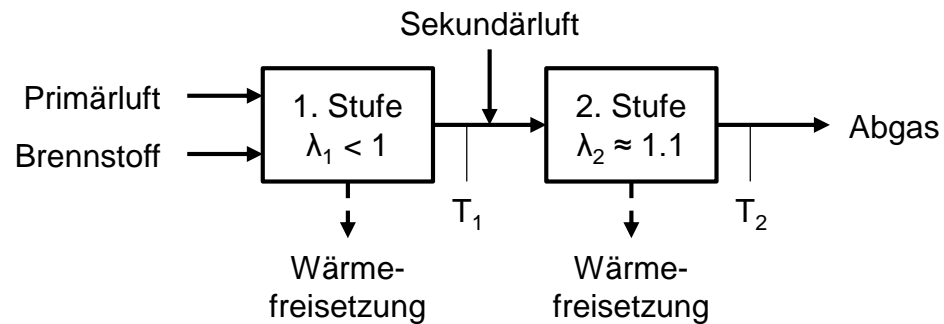 Sekundärluft
Primärluft
Brennstoff
1. Stufe
λ₁ < 1
2. Stufe
λ₂ ≈ 1.1
Abgas
T₁
T₂
Wärme-
freisetzung
Wärme-
freisetzung